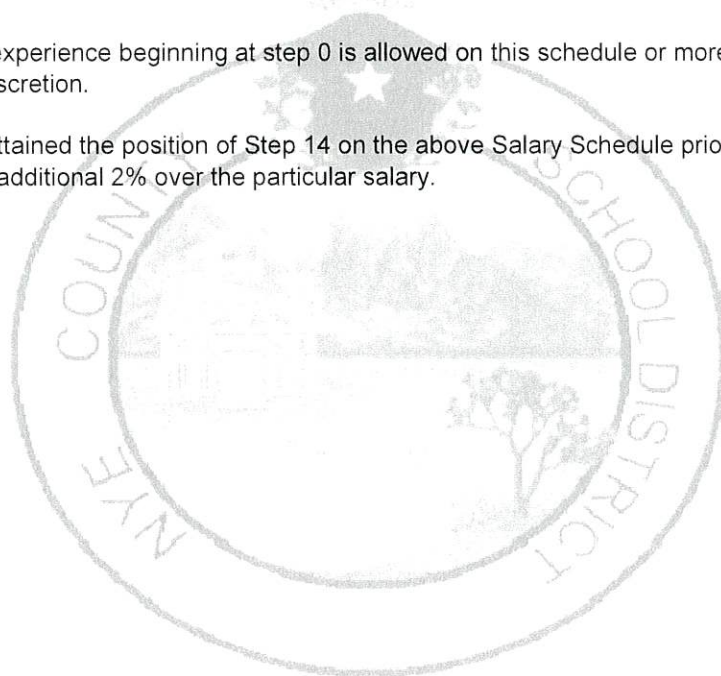 experience beginning at step 0 is allowed on this schedule or more
scretion.
ttained the position of Step 14 on the above Salary Schedule prio
additional 2% over the particular salary.
NYE COUNTY SCHOOL DISTRICT